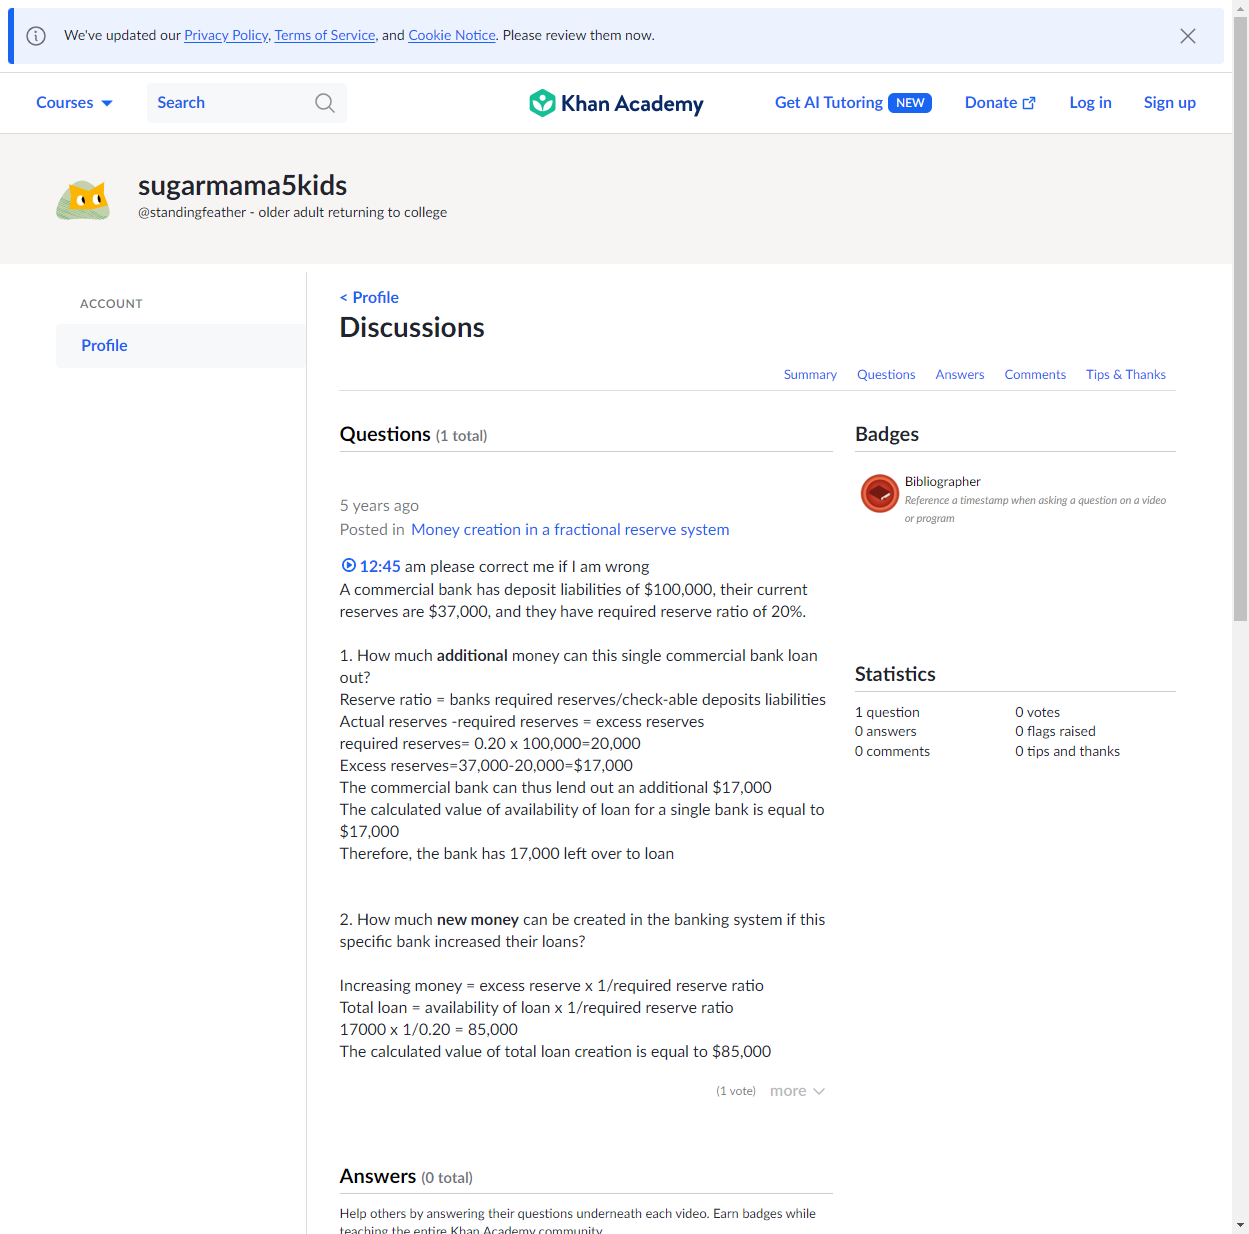 We've updated our Privacy Policy, Terms of Service, and Cookie Notice. Please review them now.
Courses
Search
Khan Academy
Get AI Tutoring NEW
Donate
Log in
Sign up
sugarmama5kids
@standingfeather - older adult returning to college
ACCOUNT
Profile
< Profile
Discussions
Summary
Questions
Answers
Comments
Tips & Thanks
Questions (1 total)
5 years ago
Posted in Money creation in a fractional reserve system
12:45 am please correct me if I am wrong
A commercial bank has deposit liabilities of $100,000, their current
reserves are $37,000, and they have required reserve ratio of 20%.
1. How much additional money can this single commercial bank loan
out?
Reserve ratio = banks required reserves/check-able deposits liabilities
Actual reserves -required reserves = excess reserves
required reserves= 0.20 x 100,000=20,000
Excess reserves=37,000-20,000=$17,000
The commercial bank can thus lend out an additional $17,000
The calculated value of availability of loan for a single bank is equal to
$17,000
Therefore, the bank has 17,000 left over to loan
2. How much new money can be created in the banking system if this
specific bank increased their loans?
Increasing money = excess reserve x 1/required reserve ratio
Total loan = availability of loan x 1/required reserve ratio
17000 x 1/0.20 = 85,000
The calculated value of total loan creation is equal to $85,000
(1 vote)
more
Answers (0 total)
Help others by answering their questions underneath each video. Earn badges while
teaching the entire Khan Academy community.
Badges
Bibliographer
Reference a timestamp when asking a question on a video
or program
Statistics
1 question
0 votes
0 answers
0 flags raised
0 comments
0 tips and thanks